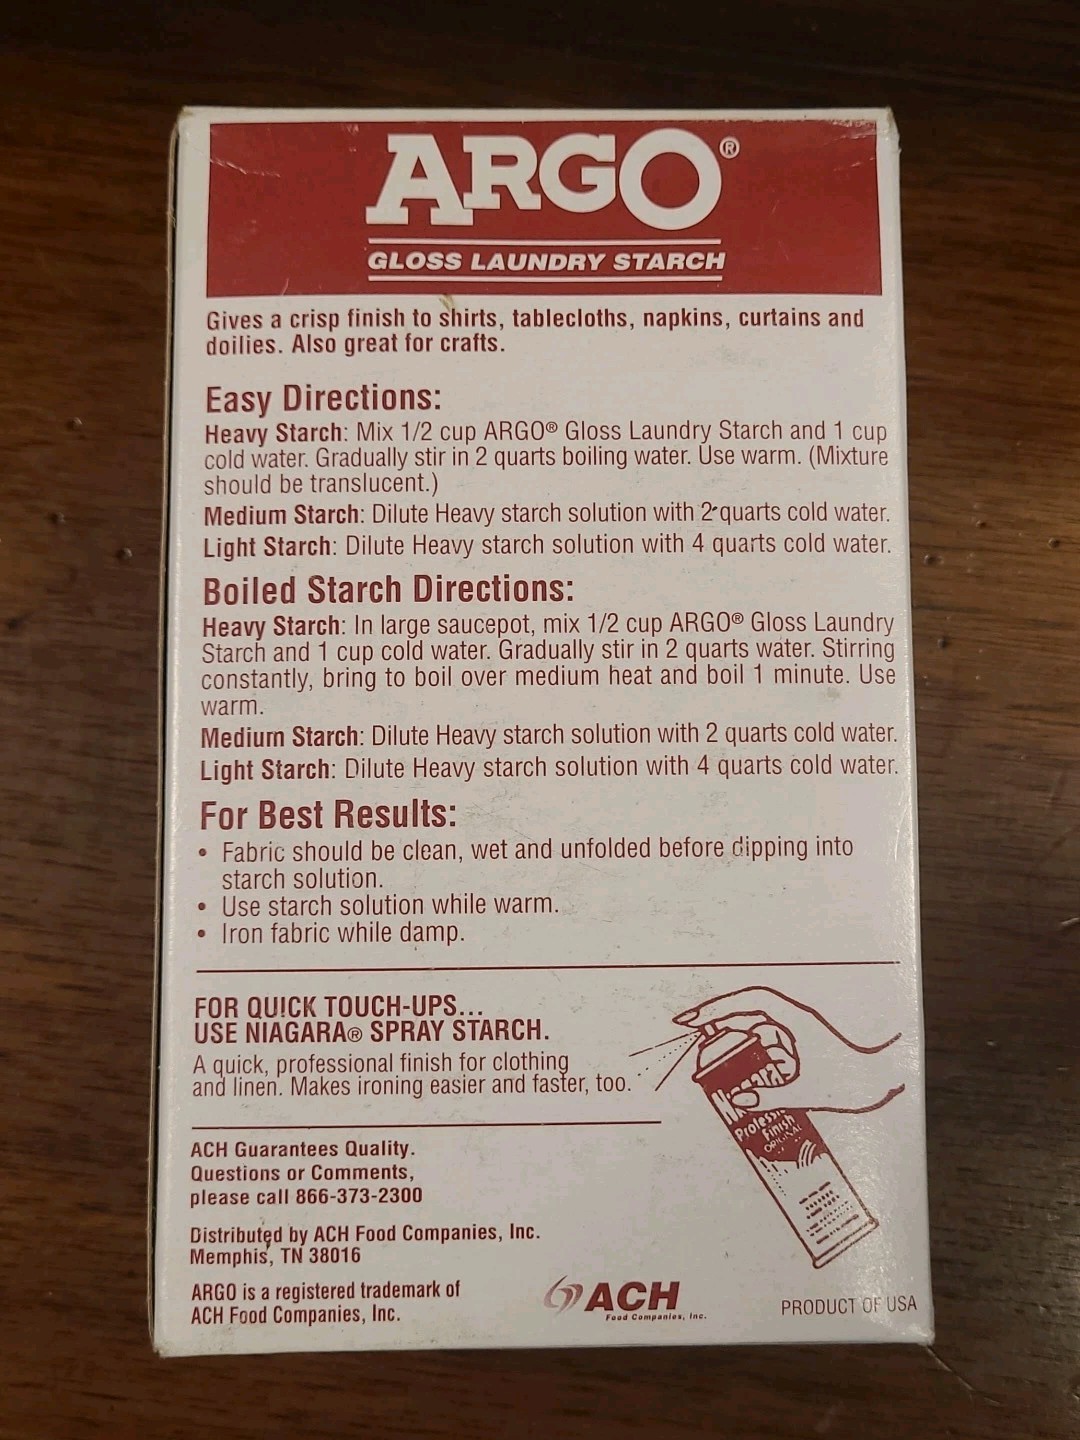 ARGO®
GLOSS LAUNDRY STARCH
Gives a crisp finish to shirts, tablecloths, napkins, curtains and
doilies. Also great for crafts.
Easy Directions:
Heavy Starch: Mix 1/2 cup ARGO® Gloss Laundry Starch and 1 cup
cold water. Gradually stir in 2 quarts boiling water. Use warm. (Mixture
should be translucent.)
Medium Starch: Dilute Heavy starch solution with 2 quarts cold water.
Light Starch: Dilute Heavy starch solution with 4 quarts cold water.
Boiled Starch Directions:
Heavy Starch: In large saucepot, mix 1/2 cup ARGO® Gloss Laundry
Starch and 1 cup cold water. Gradually stir in 2 quarts water. Stirring
constantly, bring to boil over medium heat and boil 1 minute. Use
warm.
Medium Starch: Dilute Heavy starch solution with 2 quarts cold water.
Light Starch: Dilute Heavy starch solution with 4 quarts cold water.
For Best Results:
• Fabric should be clean, wet and unfolded before dipping into
starch solution.
• Use starch solution while warm.
• Iron fabric while damp.
FOR QUICK TOUCH-UPS...
USE NIAGARA® SPRAY STARCH.
A quick, professional finish for clothing
and linen. Makes ironing easier and faster, too.
Finish
ORIGINAL
ACH Guarantees Quality.
Questions or Comments,
please call 866-373-2300
Distributed by ACH Food Companies, Inc.
Memphis, TN 38016
ARGO is a registered trademark of
ACH Food Companies, Inc.
ACH
Food Companies, Inc.
PRODUCT OF USA